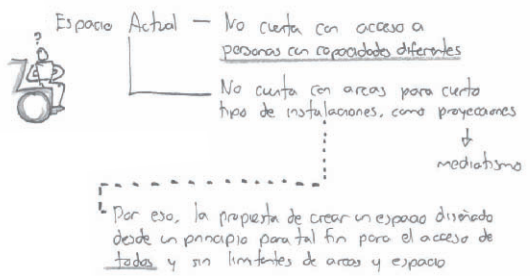 ?
Espacio Actual — No cuenta con acceso a
personas con capacidades diferentes
No cuenta con areas para cierto
tipo de instalaciones, como proyecciones
mediatismo
Por eso, la propuesta de crear un espacio diseñado
desde un principio para tal fin para el acceso de
todas y sin limitantes de areas y espacio